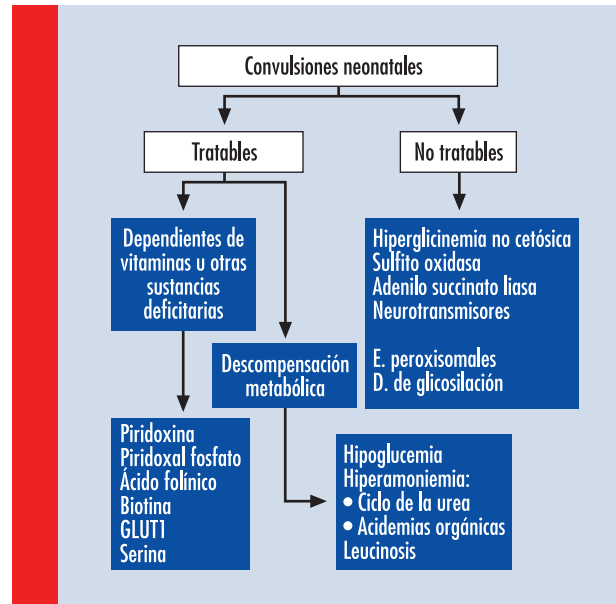 Convulsiones neonatales
Tratables
No tratables
Dependientes de
vitaminas u otras
sustancias
deficitarias
Hiperglicinemia no cetósica
Sulfito oxidasa
Adenilo succinato liasa
Neurotransmisores
E. peroxisomales
D. de glicosilación
Descompensación
metabólica
Piridoxina
Piridoxal fosfato
Ácido folínico
Biotina
GLUT1
Serina
Hipoglucemia
Hiperamoniemia:
• Ciclo de la urea
• Acidemias orgánicas
Leucinosis